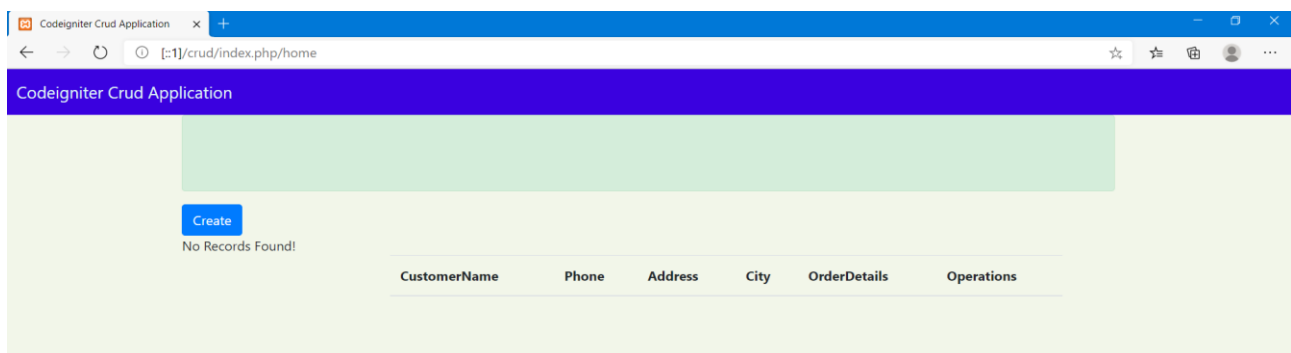 Codeigniter Crud Application
[::1]/crud/index.php/home
Codeigniter Crud Application
Create
No Records Found!
CustomerName Phone Address City OrderDetails Operations